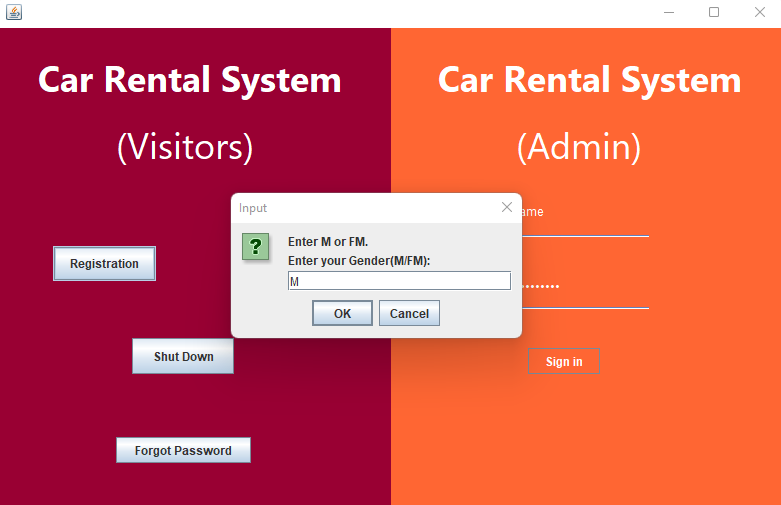 Car Rental System
(Visitors)
Registration
Shut Down
Forgot Password
Car Rental System
(Admin)
ame
Sign in
Input
?
Enter M or FM.
Enter your Gender(M/FM):
M
OK
Cancel